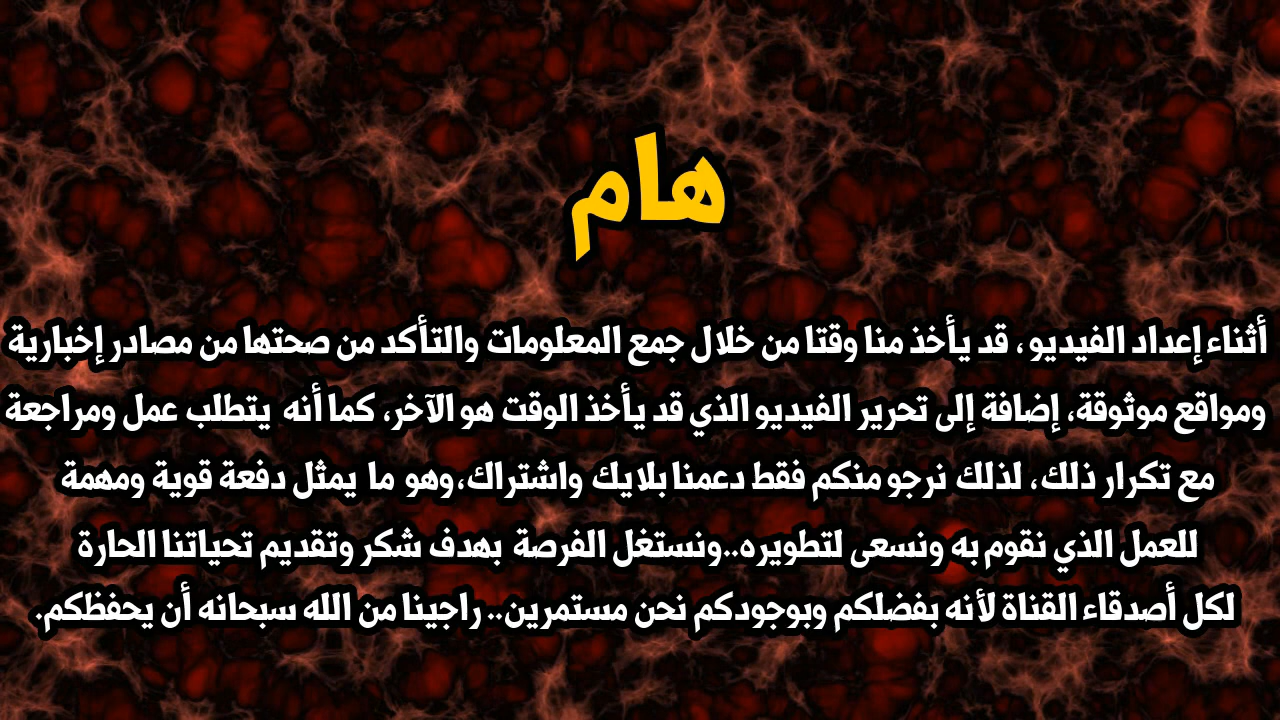 هام
أثناء إعداد الفيديو ، قد يأخذ منا وقتا من خلال جمع المعلومات والتأكد من صحتها من مصادر إخبارية
ومواقع موثوقة، إضافة إلى تحرير الفيديو الذي قد يأخذ الوقت هو الآخر، كما أنه يتطلب عمل ومراجعة
مع تكرار ذلك، لذلك نرجو منكم فقط دعمنا بلايك واشتراك،وهو ما يمثل دفعة قوية ومهمة
للعمل الذي نقوم به ونسعى لتطويره..ونستغل الفرصة بهدف شكر وتقديم تحياتنا الحارة
لكل أصدقاء القناة لأنه بفضلكم وبوجودكم نحن مستمرين.. راجينا من الله سبحانه أن يحفظكم.